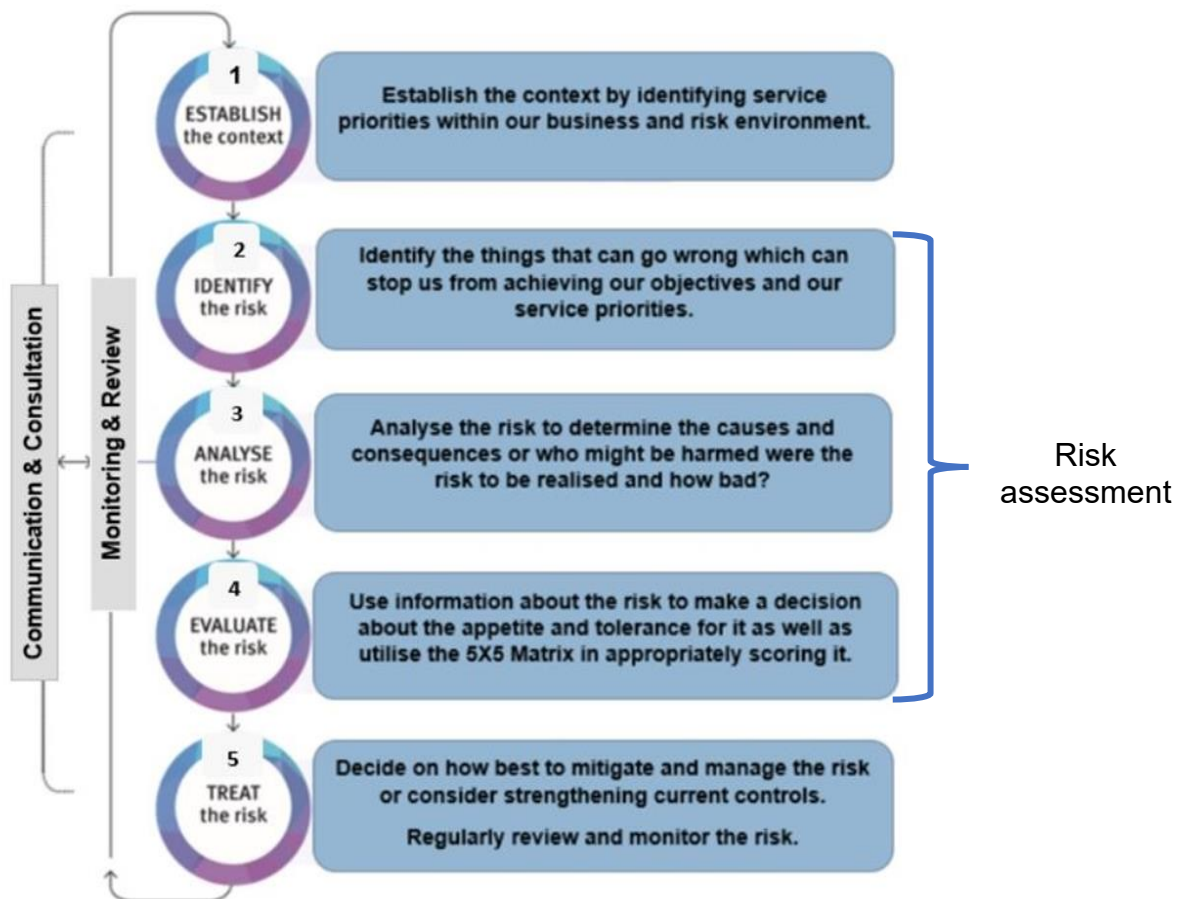 1
ESTABLISH
the context
Establish the context by identifying service
priorities within our business and risk environment.
2
IDENTIFY
the risk
Identify the things that can go wrong which can
stop us from achieving our objectives and our
service priorities.
3
ANALYSE
the risk
Analyse the risk to determine the causes and
consequences or who might be harmed were the
risk to be realised and how bad?
4
EVALUATE
the risk
Use information about the risk to make a decision
about the appetite and tolerance for it as well as
utilise the 5X5 Matrix in appropriately scoring it.
5
TREAT
the risk
Decide on how best to mitigate and manage the risk
or consider strengthening current controls.
Regularly review and monitor the risk.
Communication & Consultation
Monitoring & Review
Risk
assessment